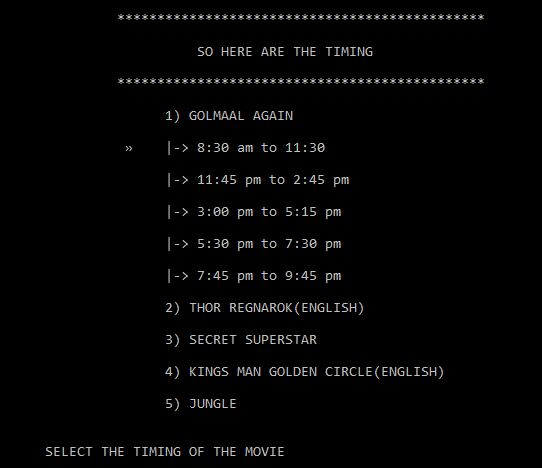 **********************************************
SO HERE ARE THE TIMING
**********************************************
1) GOLMAAL AGAIN
»    |-> 8:30 am to 11:30
|-> 11:45 pm to 2:45 pm
|-> 3:00 pm to 5:15 pm
|-> 5:30 pm to 7:30 pm
|-> 7:45 pm to 9:45 pm
2) THOR REGNAROK(ENGLISH)
3) SECRET SUPERSTAR
4) KINGS MAN GOLDEN CIRCLE(ENGLISH)
5) JUNGLE
SELECT THE TIMING OF THE MOVIE